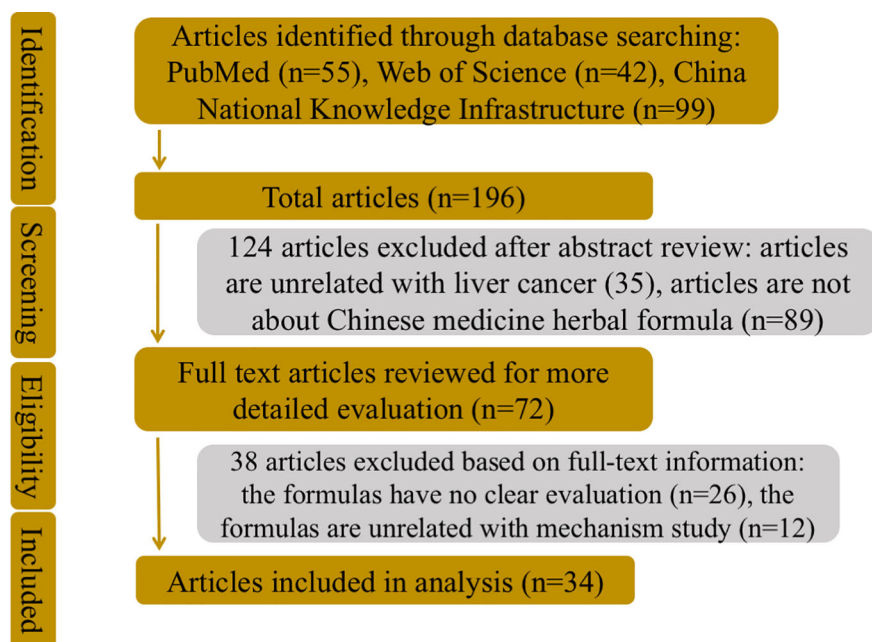 Identification
Articles identified through database searching:
PubMed (n=55), Web of Science (n=42), China
National Knowledge Infrastructure (n=99)
Total articles (n=196)
Screening
124 articles excluded after abstract review: articles
are unrelated with liver cancer (35), articles are not
about Chinese medicine herbal formula (n=89)
Eligibility
Full text articles reviewed for more
detailed evaluation (n=72)
38 articles excluded based on full-text information:
the formulas have no clear evaluation (n=26), the
formulas are unrelated with mechanism study (n=12)
Included
Articles included in analysis (n=34)